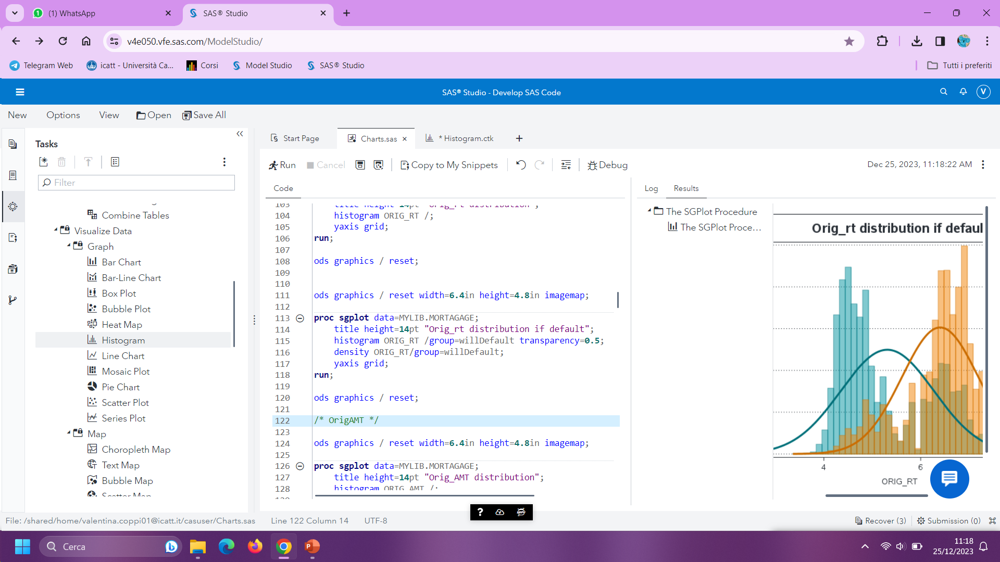 (1) WhatsApp
SAS® Studio
v4e050.vfe.sas.com/ModelStudio/
Telegram Web
icatt - Università Ca...
Corsi
Model Studio
SAS® Studio
Tutti i preferiti
SAS® Studio - Develop SAS Code
V
New Options View Open Save All
Tasks
Filter
Combine Tables
Visualize Data
Graph
Bar Chart
Bar-Line Chart
Box Plot
Bubble Plot
Heat Map
Histogram
Line Chart
Mosaic Plot
Pie Chart
Scatter Plot
Series Plot
Map
Choropleth Map
Text Map
Bubble Map
Scatter Map
Start Page
Charts.sas
* Histogram.ctk
Run Cancel Copy to My Snippets Debug
Dec 25, 2023, 11:18:22 AM
Code
103 title height=14pt "Orig_rt distribution";
104 histogram ORIG_RT /;
105 yaxis grid;
106 run;
107
108 ods graphics / reset;
109
110
111 ods graphics / reset width=6.4in height=4.8in imagemap;
112
113 proc sgplot data=MYLIB.MORTAGAGE;
114 title height=14pt "Orig_rt distribution if default";
115 histogram ORIG_RT /group=willDefault transparency=0.5;
116 density ORIG_RT/group=willDefault;
117 yaxis grid;
118 run;
119
120 ods graphics / reset;
121
122 /* OrigAMT */
123
124 ods graphics / reset width=6.4in height=4.8in imagemap;
125
126 proc sgplot data=MYLIB.MORTAGAGE;
127 title height=14pt "Orig_AMT distribution";
128 histogram ORIG_AMT /;
Log Results
The SGPlot Procedure
The SGPlot Proce...
Orig_rt distribution if defaul
4 6
ORIG_RT
?
File: /shared/home/valentina.coppi01@icatt.it/casuser/Charts.sas
Line 122 Column 14
UTF-8
Recover (3)
Submission (0)
Cerca
11:18
25/12/2023